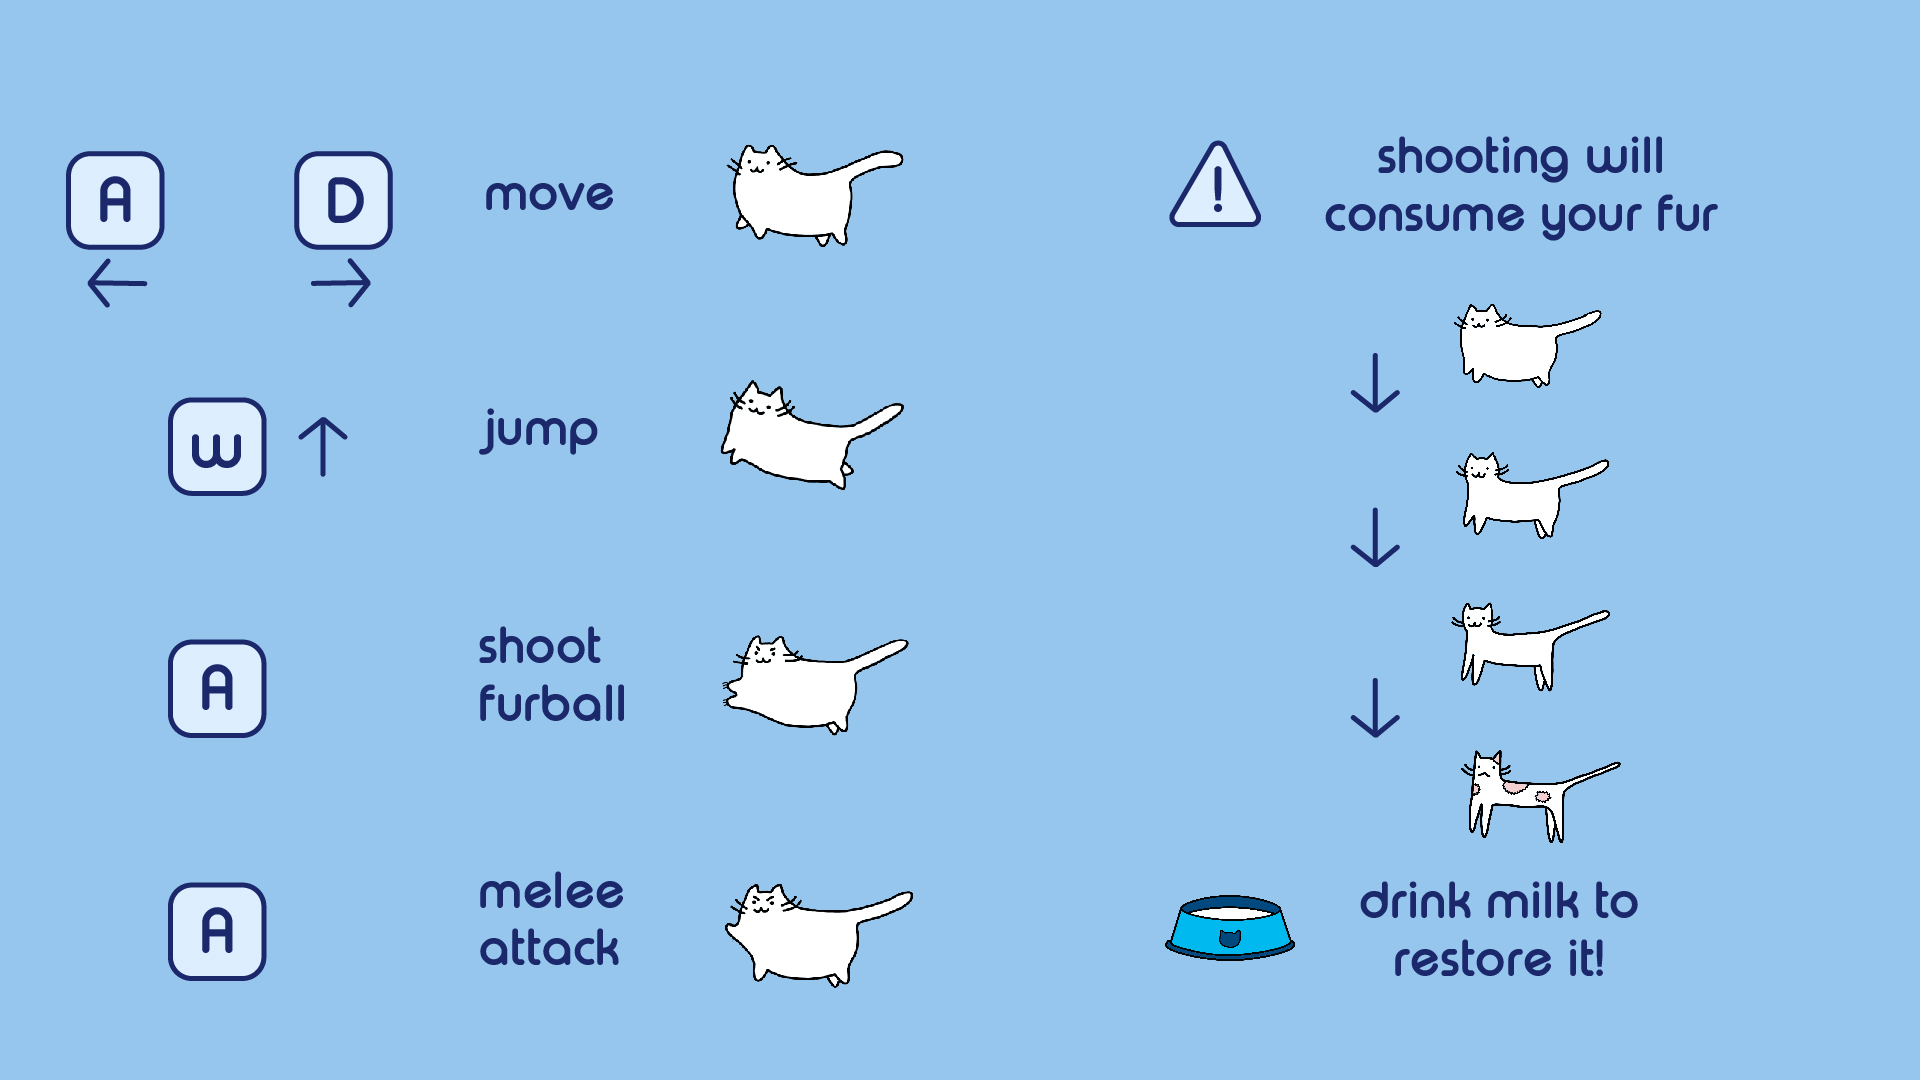 A D move
W jump
A shoot
furball
A melee
attack
! shooting will
consume your fur
drink milk to
restore it!